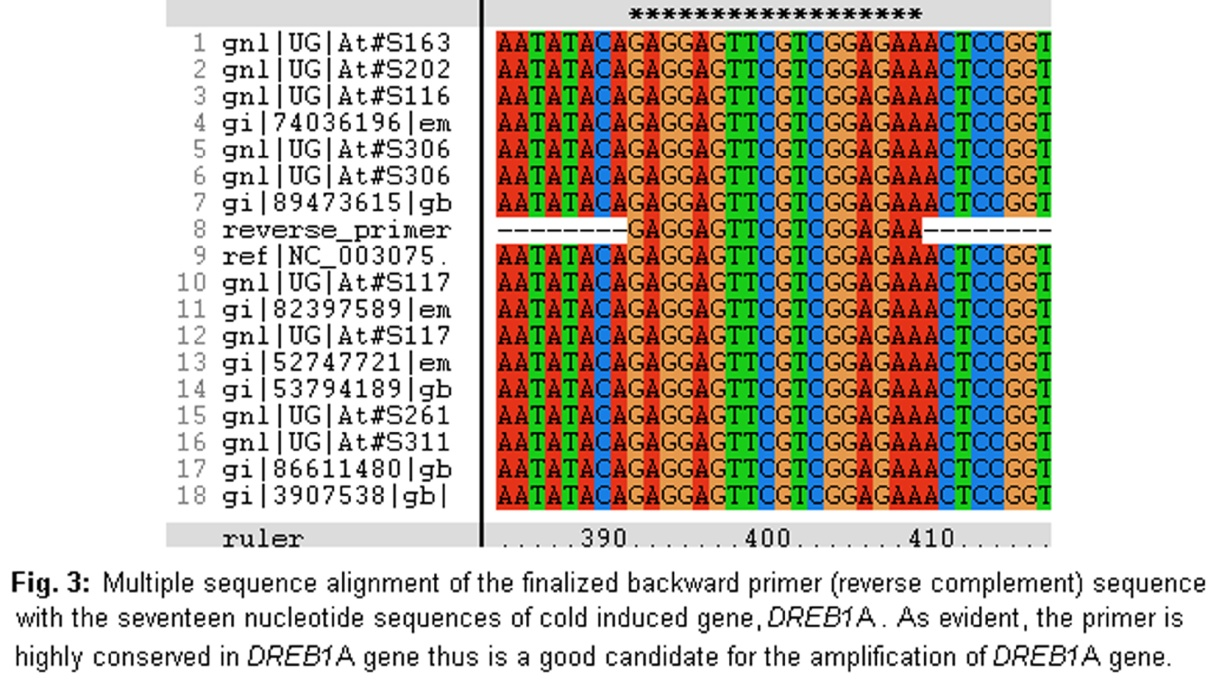 ******************
1 gnl|UG|At#S163 AATATACAGAGGAGTTCGTCGGAGAAACTCCGGT
2 gnl|UG|At#S202 AATATACAGAGGAGTTCGTCGGAGAAACTCCGGT
3 gnl|UG|At#S116 AATATACAGAGGAGTTCGTCGGAGAAACTCCGGT
4 gi|74036196|em AATATACAGAGGAGTTCGTCGGAGAAACTCCGGT
5 gnl|UG|At#S306 AATATACAGAGGAGTTCGTCGGAGAAACTCCGGT
6 gnl|UG|At#S306 AATATACAGAGGAGTTCGTCGGAGAAACTCCGGT
7 gi|89473615|gb AATATACAGAGGAGTTCGTCGGAGAAACTCCGGT
8 reverse_primer --------GAGGAGTTCGTCGGAGAA--------
9 ref|NC_003075. AATATACAGAGGAGTTCGTCGGAGAAACTCCGGT
10 gnl|UG|At#S117 AATATACAGAGGAGTTCGTCGGAGAAACTCCGGT
11 gi|82397589|em AATATACAGAGGAGTTCGTCGGAGAAACTCCGGT
12 gnl|UG|At#S117 AATATACAGAGGAGTTCGTCGGAGAAACTCCGGT
13 gi|52747721|em AATATACAGAGGAGTTCGTCGGAGAAACTCCGGT
14 gi|53794189|gb AATATACAGAGGAGTTCGTCGGAGAAACTCCGGT
15 gnl|UG|At#S261 AATATACAGAGGAGTTCGTCGGAGAAACTCCGGT
16 gnl|UG|At#S311 AATATACAGAGGAGTTCGTCGGAGAAACTCCGGT
17 gi|86611480|gb AATATACAGAGGAGTTCGTCGGAGAAACTCCGGT
18 gi|3907538|gb| AATATACAGAGGAGTTCGTCGGAGAAACTCCGGT
ruler .....390.......400.......410......
Fig. 3: Multiple sequence alignment of the finalized backward primer (reverse complement) sequence
with the seventeen nucleotide sequences of cold induced gene, DREB1A. As evident, the primer is
highly conserved in DREB1A gene thus is a good candidate for the amplification of DREB1A gene.